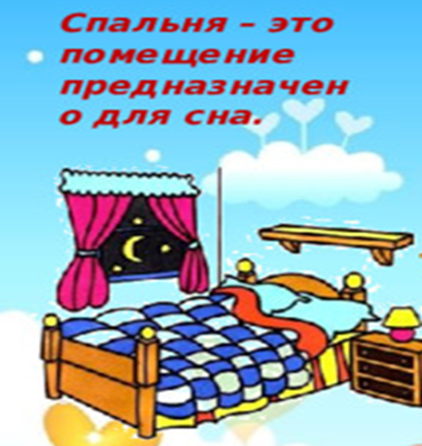 Спальня – это
помещение
предназначен
о для сна.